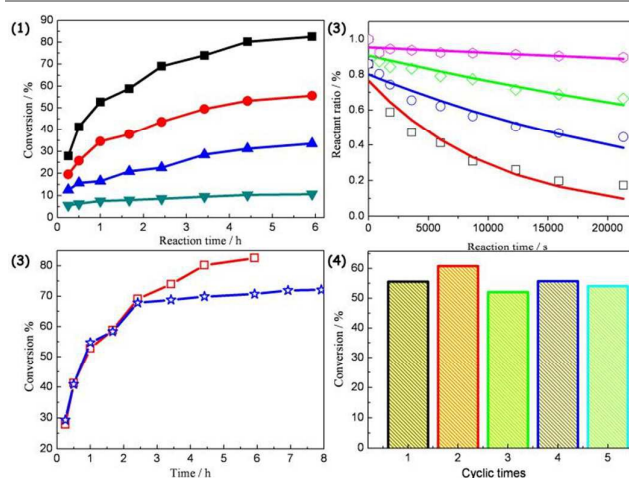 (1)
Conversion / %
90
80
70
60
50
40
30
20
10
0
0 1 2 3 4 5 6
Reaction time / h
(3)
Reactant ratio / %
1.0
0.8
0.6
0.4
0.2
0.0
0 5000 10000 15000 20000
Reaction time / s
(3)
Conversion %
80
70
60
50
40
30
20
0 1 2 3 4 5 6 7 8
Time / h
(4)
Conversion / %
70
60
50
40
30
20
10
0
1 2 3 4 5
Cyclic times